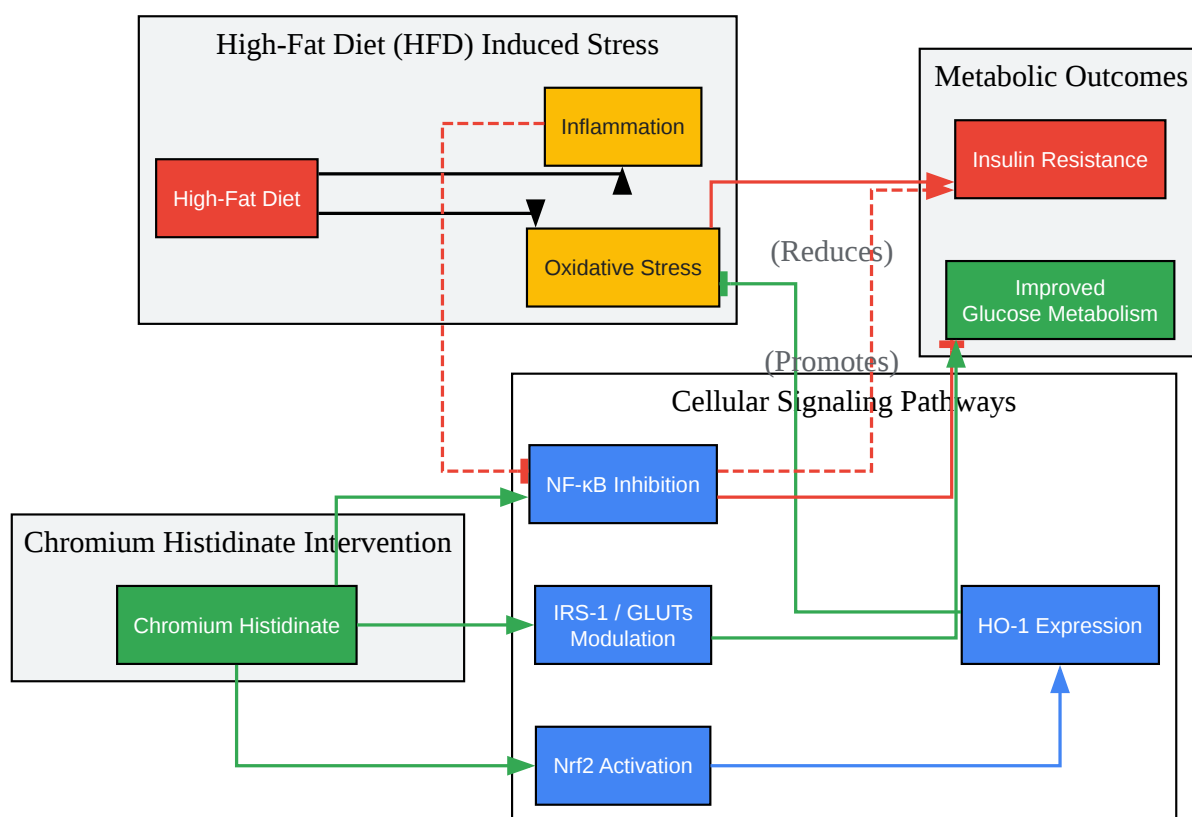 High-Fat Diet (HFD) Induced Stress
Inflammation
High-Fat Diet
Oxidative Stress
Metabolic Outcomes
Insulin Resistance
Improved
Glucose Metabolism
(Reduces)
(Promotes)
Cellular Signaling Pathways
NF-κB Inhibition
IRS-1 / GLUTs
Modulation
HO-1 Expression
Nrf2 Activation
Chromium Histidinate Intervention
Chromium Histidinate